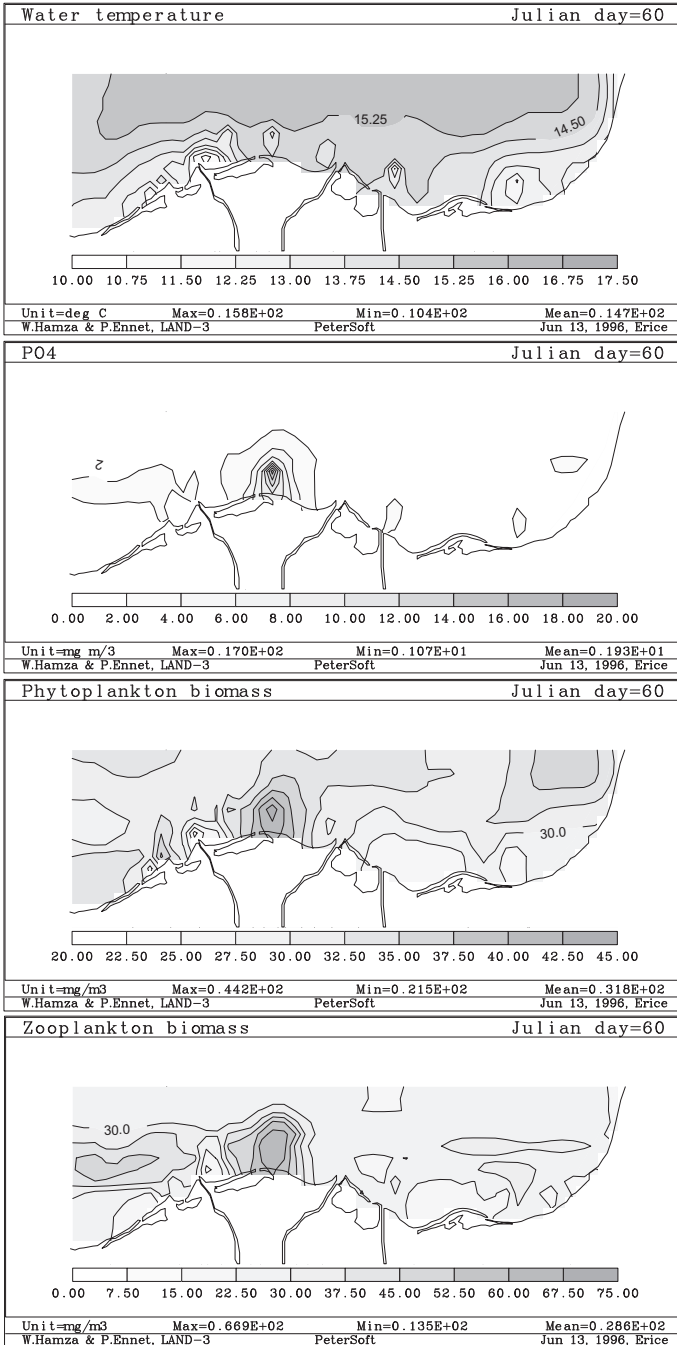 Water temperature Julian day=60
15.25
14.50
10.00 10.75 11.50 12.25 13.00 13.75 14.50 15.25 16.00 16.75 17.50
Unit=deg C Max=0.158E+02 Min=0.104E+02 Mean=0.147E+02
W.Hamza & P.Ennet, LAND-3 PeterSoft Jun 13, 1996, Erice
PO4 Julian day=60
2
0.00 2.00 4.00 6.00 8.00 10.00 12.00 14.00 16.00 18.00 20.00
Unit=mg m/3 Max=0.170E+02 Min=0.107E+01 Mean=0.193E+01
W.Hamza & P.Ennet, LAND-3 PeterSoft Jun 13, 1996, Erice
Phytoplankton biomass Julian day=60
30.0
20.00 22.50 25.00 27.50 30.00 32.50 35.00 37.50 40.00 42.50 45.00
Unit=mg/m3 Max=0.442E+02 Min=0.215E+02 Mean=0.318E+02
W.Hamza & P.Ennet, LAND-3 PeterSoft Jun 13, 1996, Erice
Zooplankton biomass Julian day=60
30.0
0.00 7.50 15.00 22.50 30.00 37.50 45.00 52.50 60.00 67.50 75.00
Unit=mg/m3 Max=0.669E+02 Min=0.135E+02 Mean=0.286E+02
W.Hamza & P.Ennet, LAND-3 PeterSoft Jun 13, 1996, Erice